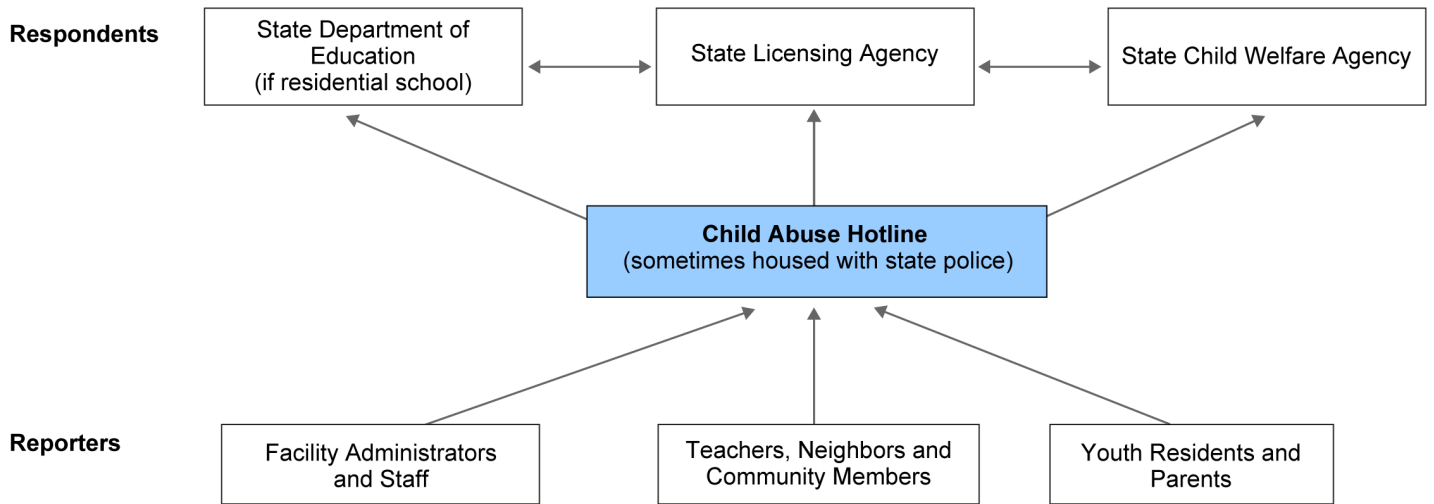 Respondents
State Department of
Education
(if residential school)
State Licensing Agency
State Child Welfare Agency
Child Abuse Hotline
(sometimes housed with state police)
Reporters
Facility Administrators
and Staff
Teachers, Neighbors and
Community Members
Youth Residents and
Parents